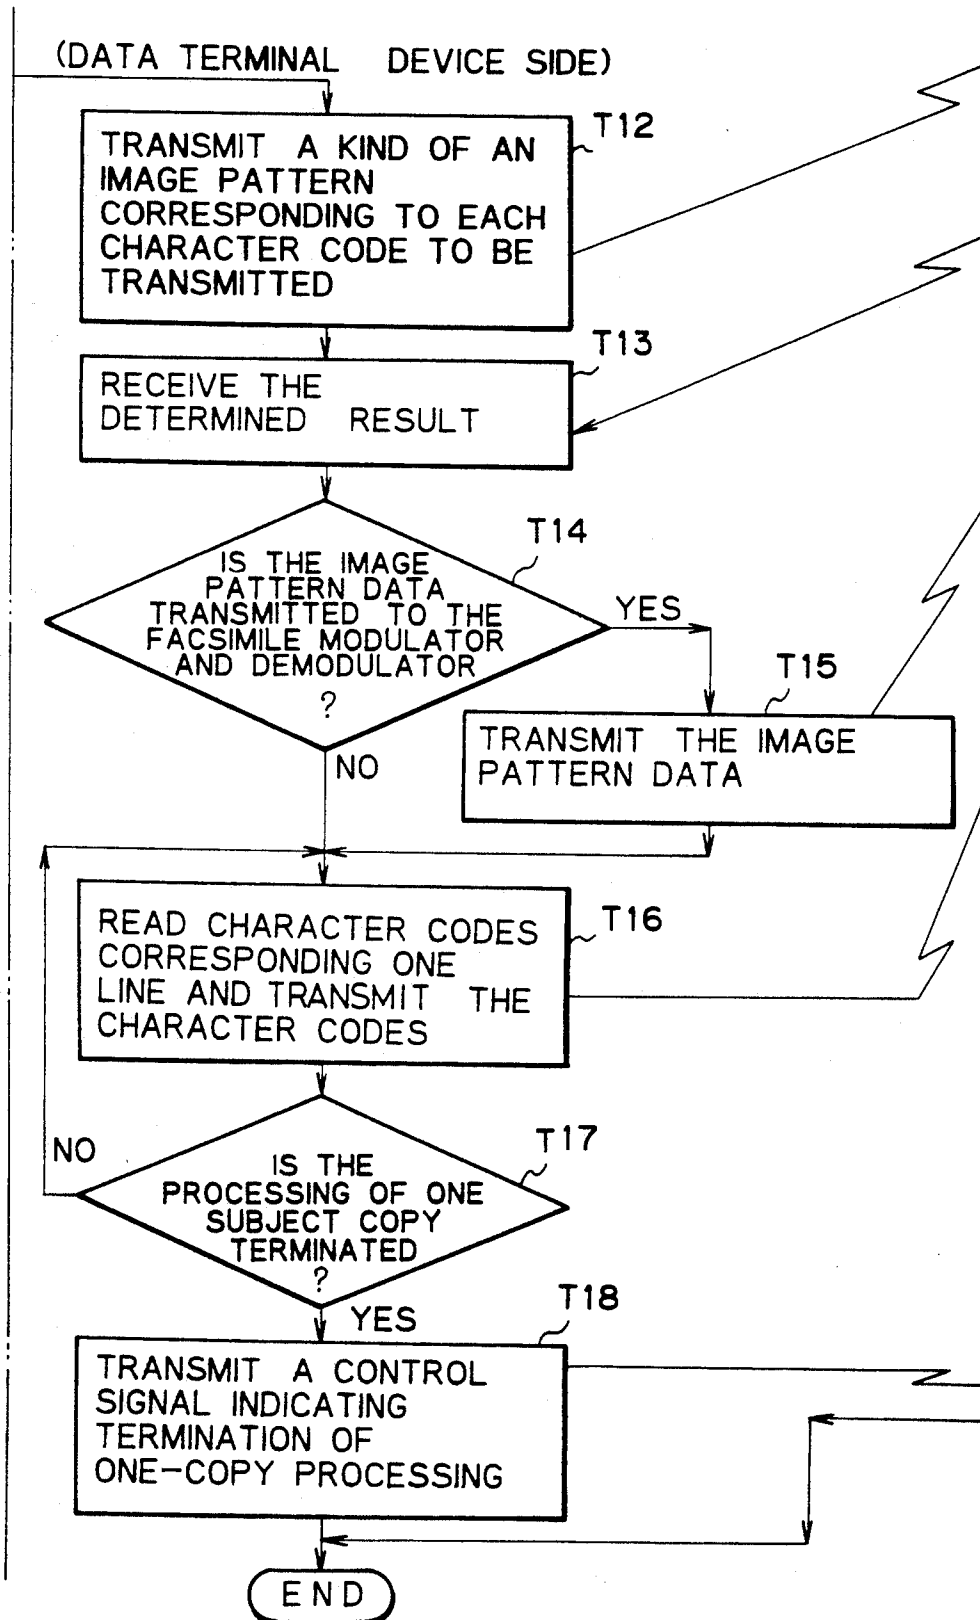 (DATA TERMINAL DEVICE SIDE)
T12
TRANSMIT A KIND OF AN
IMAGE PATTERN
CORRESPONDING TO EACH
CHARACTER CODE TO BE
TRANSMITTED
T13
RECEIVE THE
DETERMINED RESULT
T14
IS THE IMAGE
PATTERN DATA
TRANSMITTED TO THE
FACSIMILE MODULATOR
AND DEMODULATOR
?
YES
NO
T15
TRANSMIT THE IMAGE
PATTERN DATA
T16
READ CHARACTER CODES
CORRESPONDING ONE
LINE AND TRANSMIT THE
CHARACTER CODES
T17
NO
IS THE
PROCESSING OF ONE
SUBJECT COPY
TERMINATED
?
YES
T18
TRANSMIT A CONTROL
SIGNAL INDICATING
TERMINATION OF
ONE-COPY PROCESSING
END